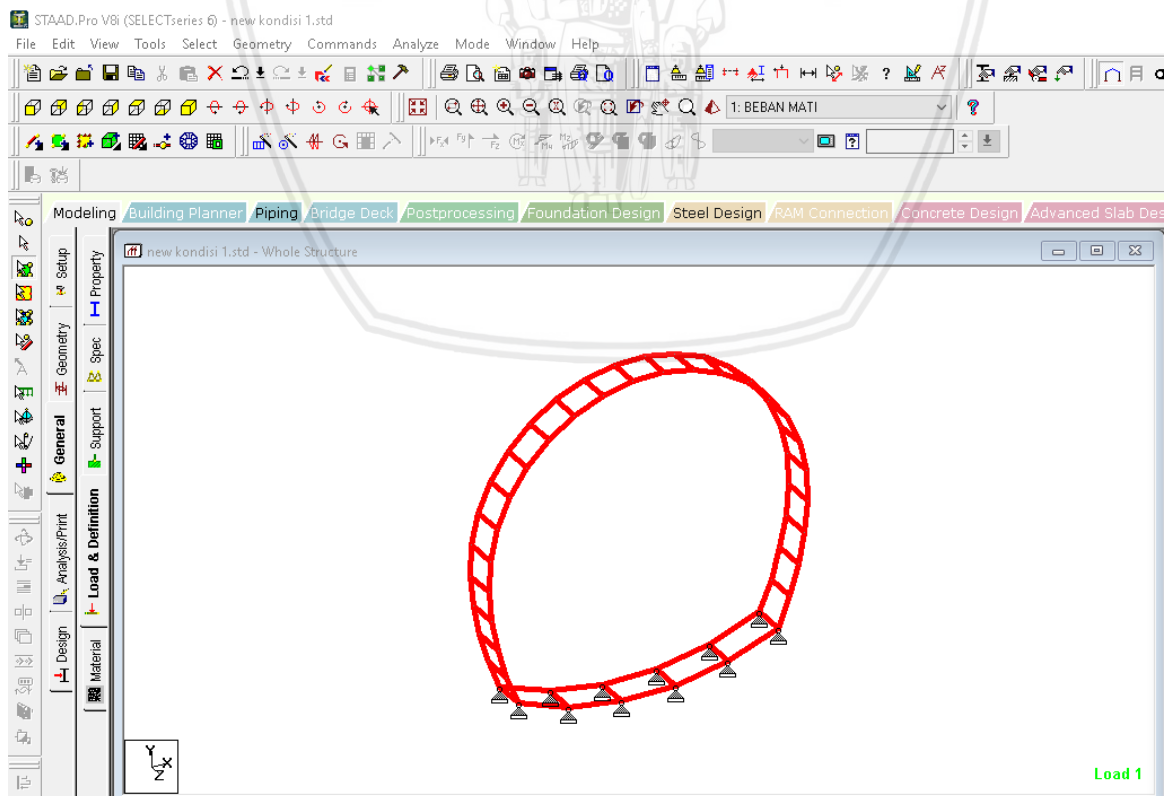 STAAD.Pro V8i (SELECTseries 6) - new kondisi 1.std
File Edit View Tools Select Geometry Commands Analyze Mode Window Help
1: BEBAN MATI
Modeling Building Planner Piping Bridge Deck Postprocessing Foundation Design Steel Design RAM Connection Concrete Design Advanced Slab Des
new kondisi 1.std - Whole Structure
Setup
Geometry
General
Analysis/Print
Design
Property
Spec
Support
Load & Definition
Material
Y
X
Z
Load 1